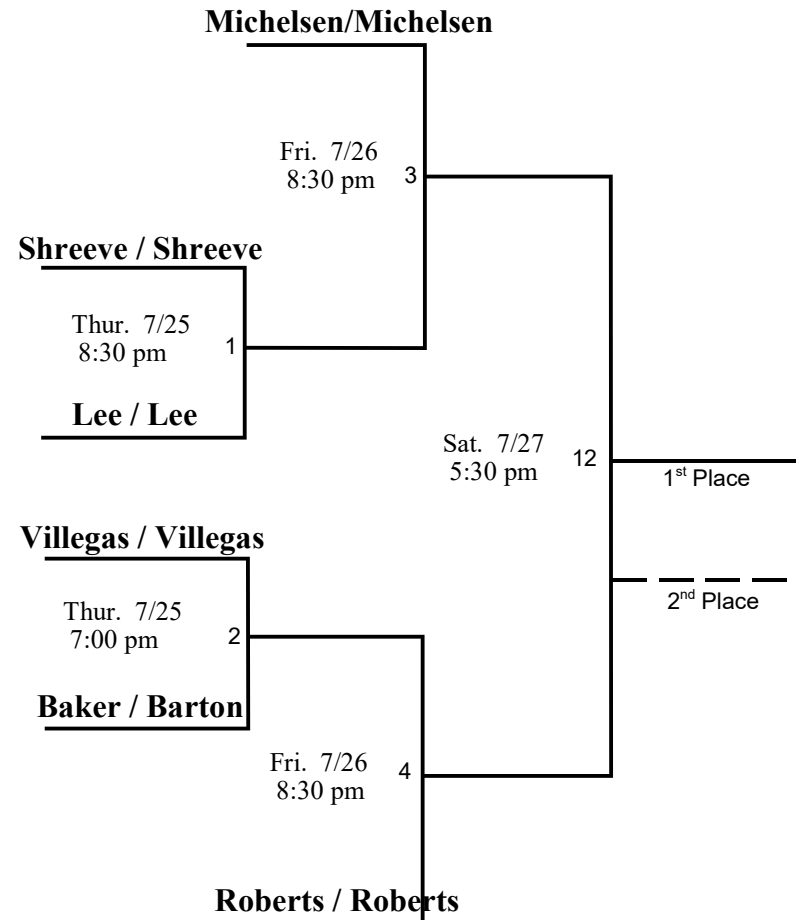 Michelsen/Michelsen
Fri. 7/26
8:30 pm
3
Shreeve / Shreeve
Thur. 7/25
8:30 pm
1
Lee / Lee
Sat. 7/27
5:30 pm
12
1st Place
Villegas / Villegas
2nd Place
Thur. 7/25
7:00 pm
2
Baker / Barton
Fri. 7/26
8:30 pm
4
Roberts / Roberts